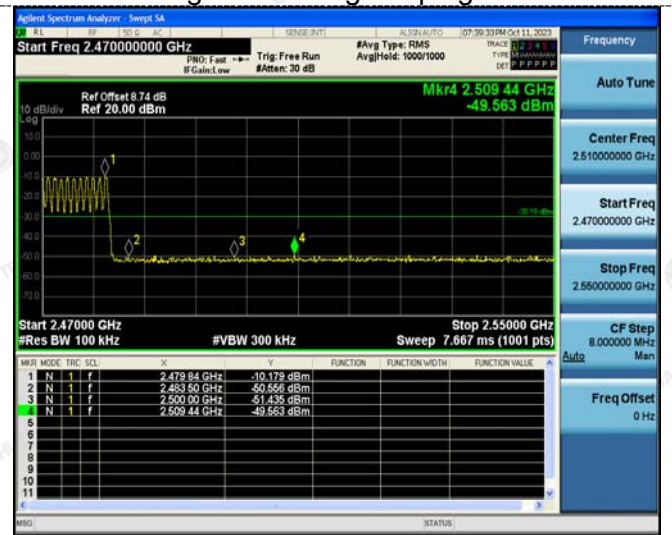 Agilent Spectrum Analyzer - Swept SA
RL RF 50 Ω AC SENSE:INT ALIGNAUTO 07:39:33 PM Oct 11, 2023
Start Freq 2.470000000 GHz
PNO: Fast
IFGain:Low
Trig: Free Run
#Atten: 30 dB
#Avg Type: RMS
Avg|Hold: 1000/1000
TRACE 1 2 3 4 5 6
TYPE
DET P P P P P P
Ref Offset 8.74 dB
Ref 20.00 dBm
10 dB/div
Log
Mkr4 2.509 44 GHz
-49.563 dBm
10.0
0.00
-10.0
-20.0
-30.0
-40.0
-50.0
-60.0
-70.0
1
2
3
4
Start 2.47000 GHz
Stop 2.55000 GHz
#Res BW 100 kHz
#VBW 300 kHz
Sweep 7.667 ms (1001 pts)
MKR MODE TRC SCL X Y FUNCTION FUNCTION WIDTH FUNCTION VALUE
1 N 1 f 2.479 84 GHz -10.179 dBm
2 N 1 f 2.483 50 GHz -50.556 dBm
3 N 1 f 2.500 00 GHz -51.435 dBm
4 N 1 f 2.509 44 GHz -49.563 dBm
5
6
7
8
9
10
11
MSG
STATUS
Frequency
Auto Tune
Center Freq
2.510000000 GHz
Start Freq
2.470000000 GHz
Stop Freq
2.550000000 GHz
CF Step
8.000000 MHz
Auto Man
Freq Offset
0 Hz